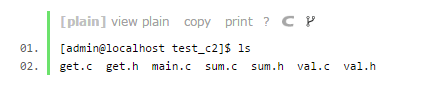 [plain] view plain copy print ?
01. [admin@localhost test_c2]$ ls
02. get.c get.h main.c sum.c sum.h val.c val.h